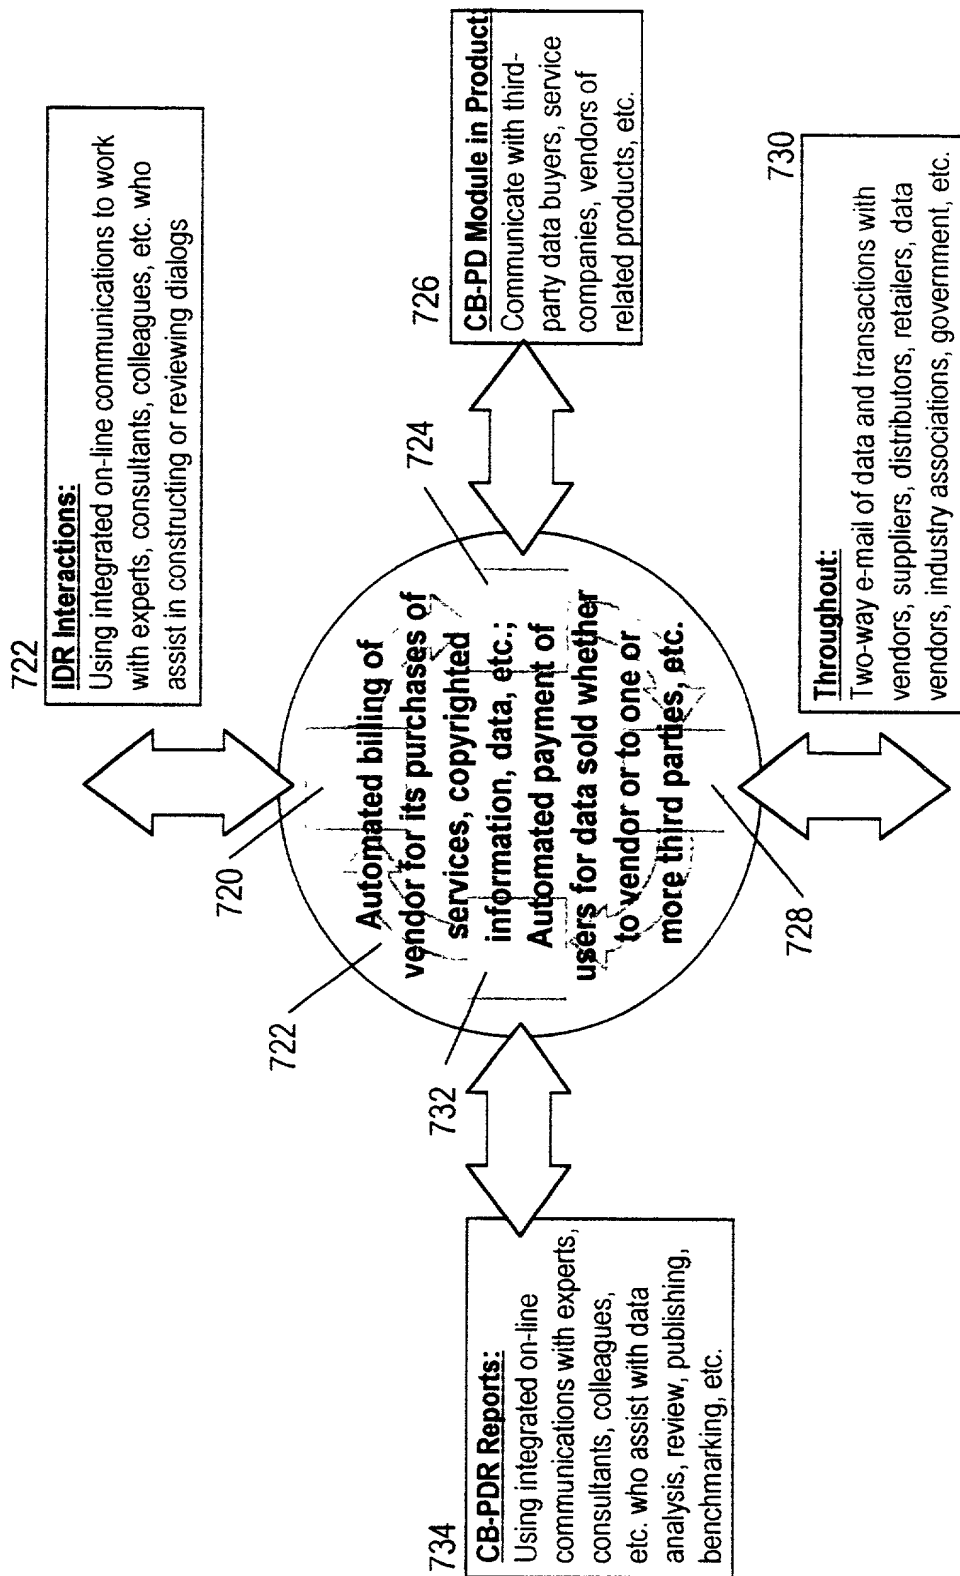 722
IDR Interactions:
Using integrated on-line communications to work
with experts, consultants, colleagues, etc. who
assist in constructing or reviewing dialogs
720
722
724
726
CB-PD Module in Product:
Communicate with third-
party data buyers, service
companies, vendors of
related products, etc.
Automated billing of
vendor for its purchases of
services, copyrighted
information, data, etc.;
Automated payment of
users for data sold whether
to vendor or to one or
more third parties, etc.
732
728
734
CB-PDR Reports:
Using integrated on-line
communications with experts,
consultants, colleagues,
etc. who assist with data
analysis, review, publishing,
benchmarking, etc.
730
Throughout:
Two-way e-mail of data and transactions with
vendors, suppliers, distributors, retailers, data
vendors, industry associations, government, etc.